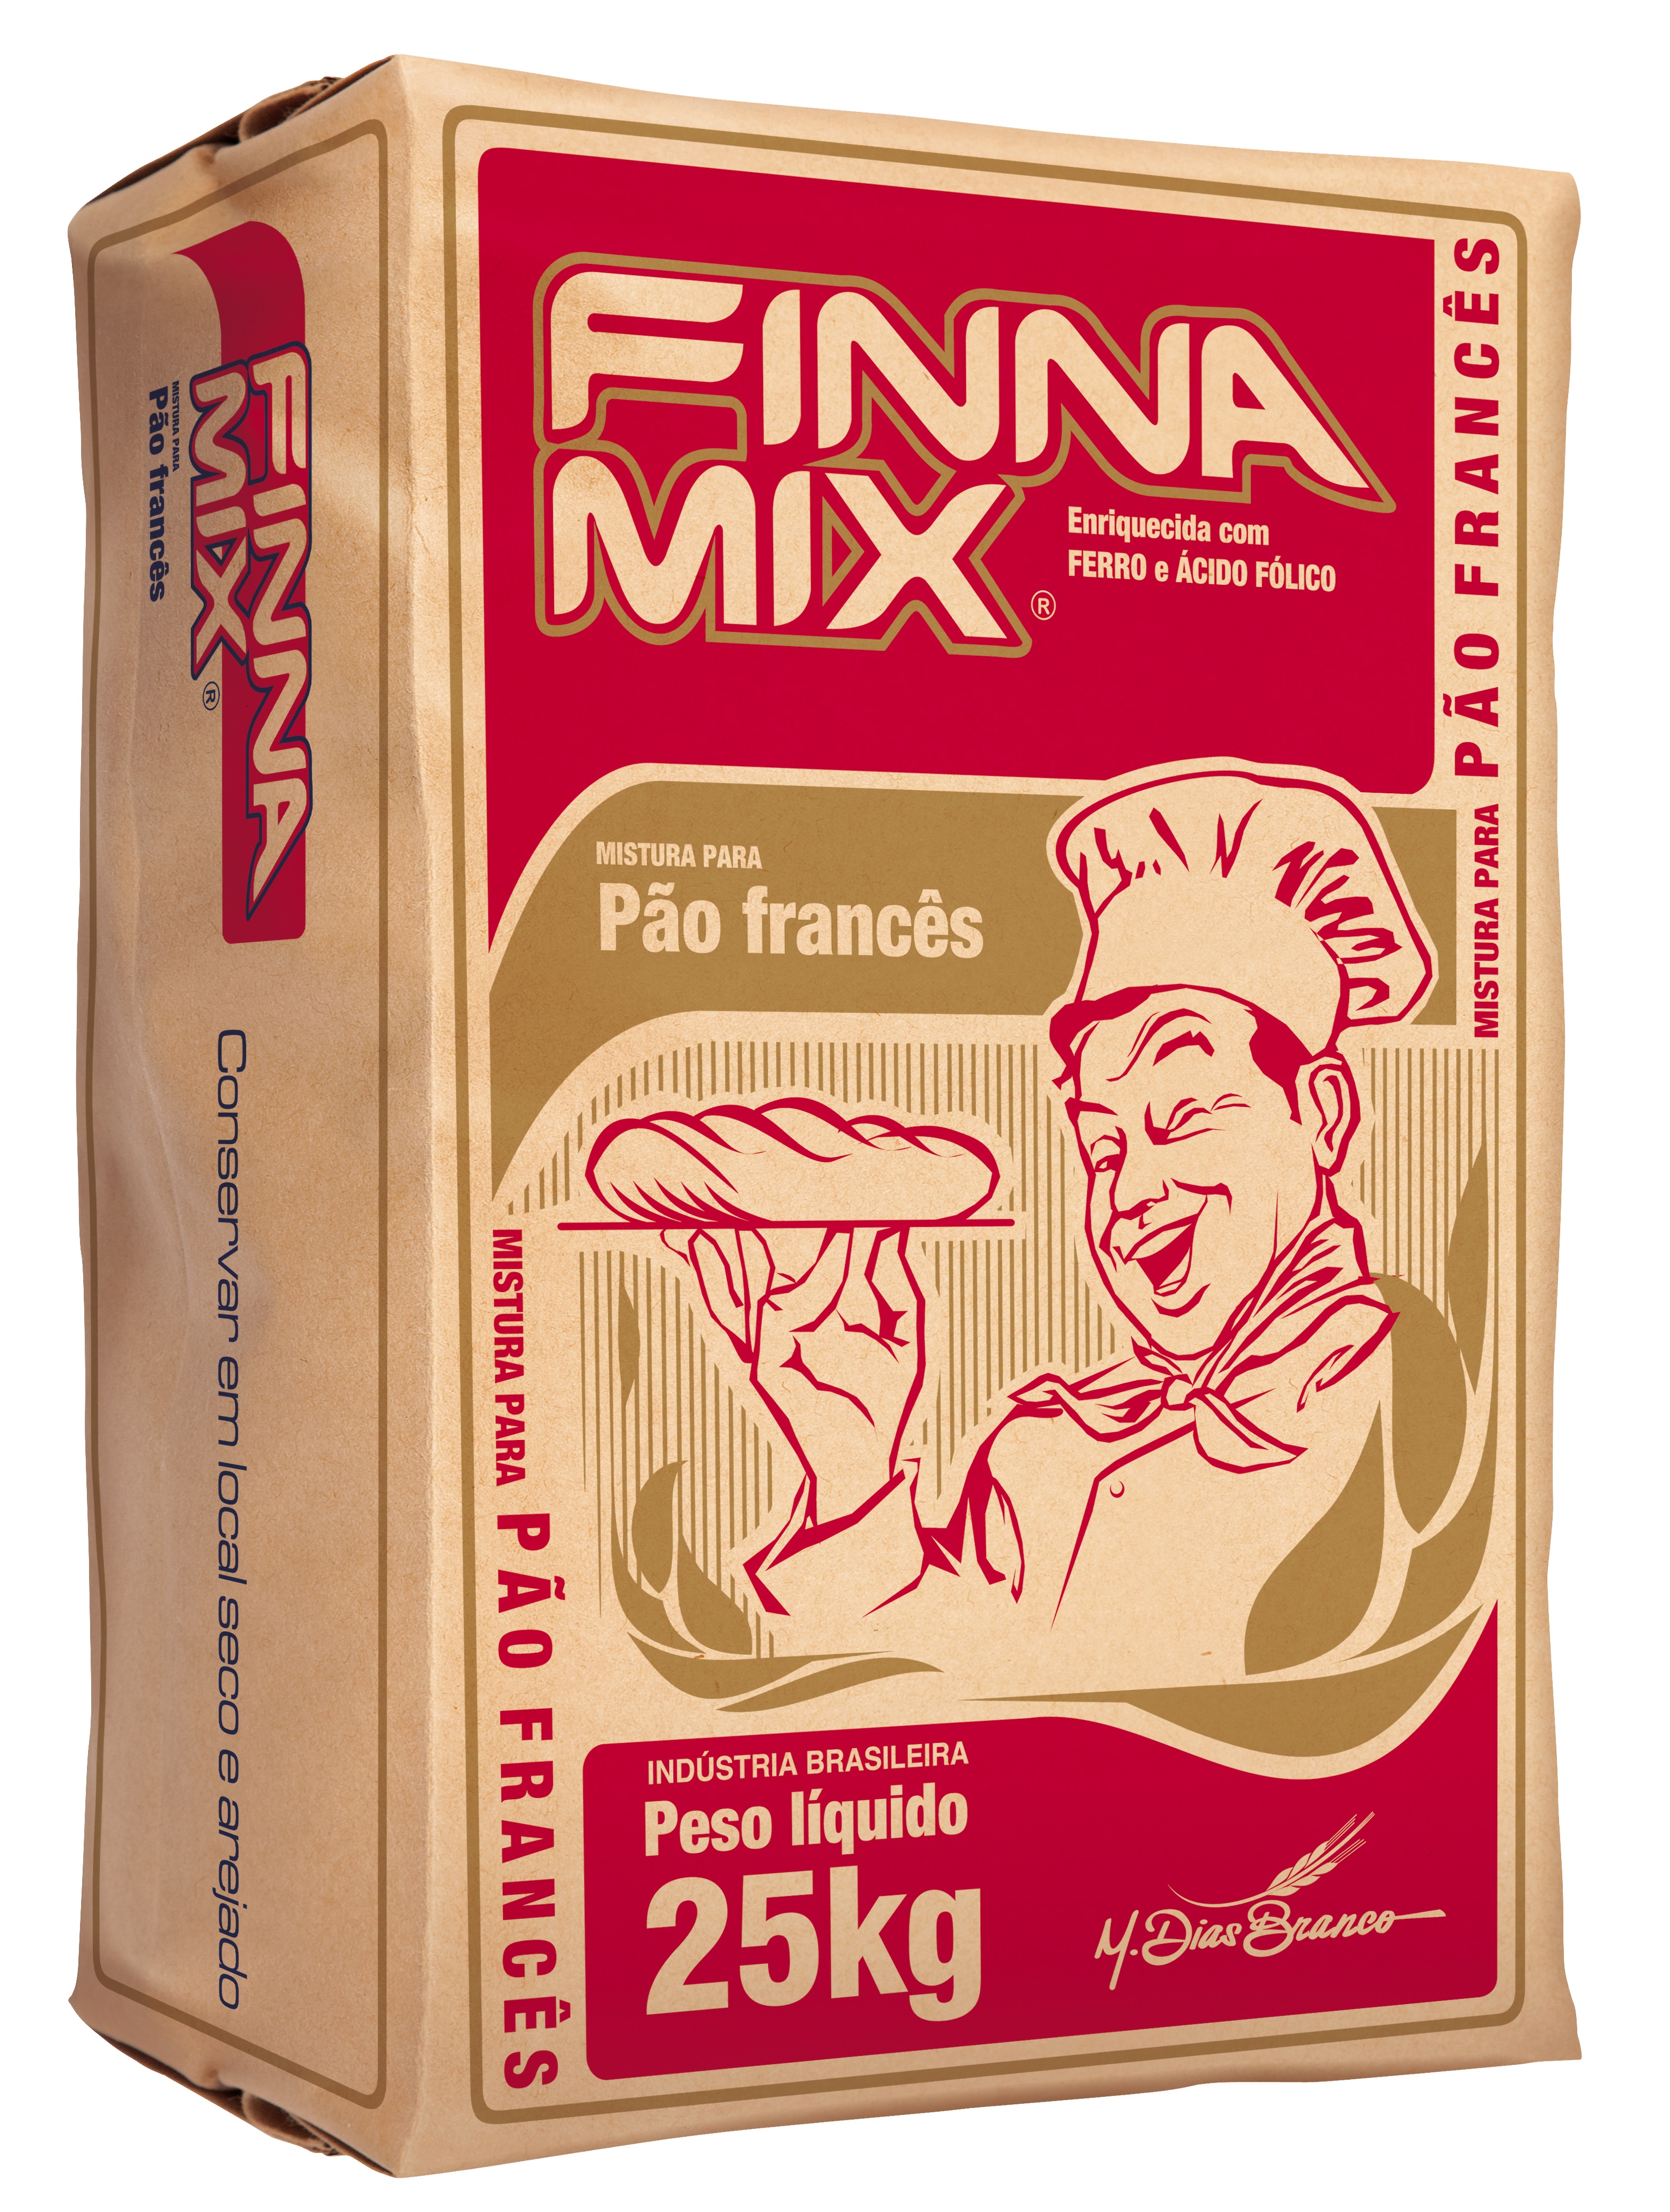 FINNA
MIX®
Enriquecida com
FERRO e ÁCIDO FÓLICO
MISTURA PARA PÃO FRANCÊS
MISTURA PARA
Pão francês
MISTURA PARA PÃO FRANCÊS
INDÚSTRIA BRASILEIRA
Peso líquido
25kg
M. Dias Branco
FINNA
MIX®
MISTURA PARA
Pão francês
Conservar em local seco e arejado